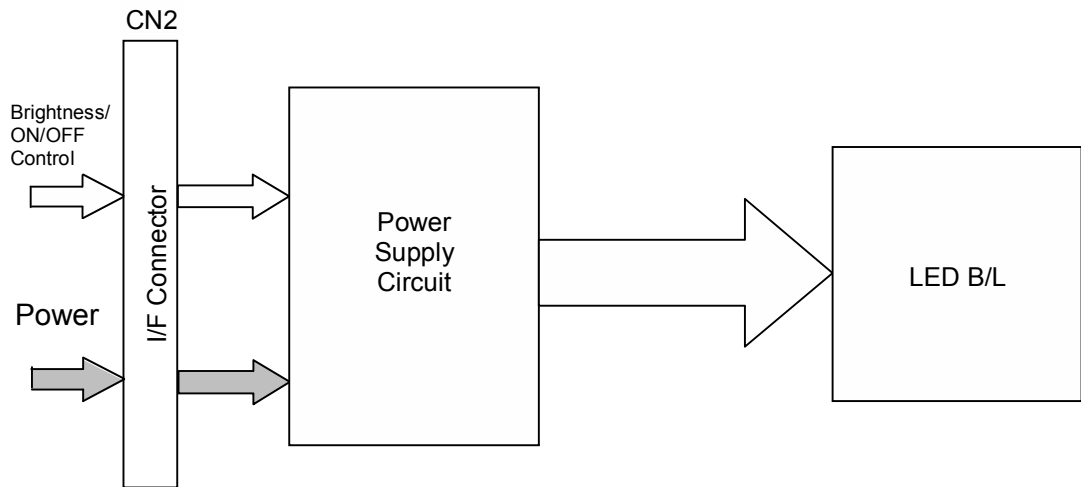 CN2
Brightness/
ON/OFF
Control
Power
I/F Connector
Power
Supply
Circuit
LED B/L